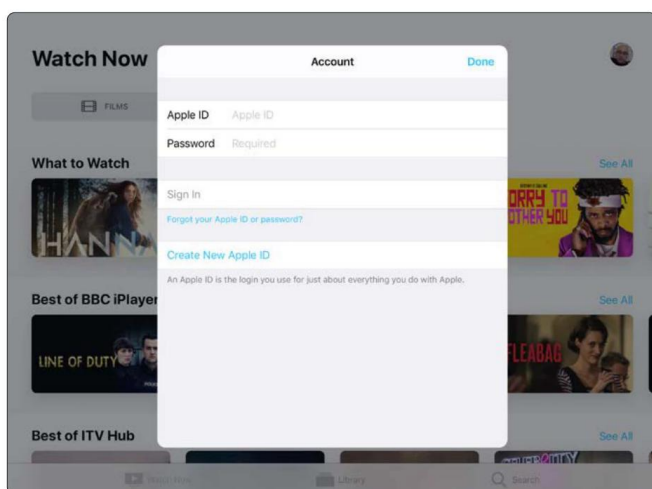 Watch Now
Account
Done
FILMS
Apple ID Apple ID
Password Required
What to Watch
See All
Sign In
Forgot your Apple ID or password?
HANNA
SORRY TO
BOTHER YOU
Create New Apple ID
An Apple ID is the login you use for just about everything you do with Apple.
Best of BBC iPlayer
See All
LINE OF DUTY
FLEABAG
Best of ITV Hub
See All
Watch Now
Library
Search